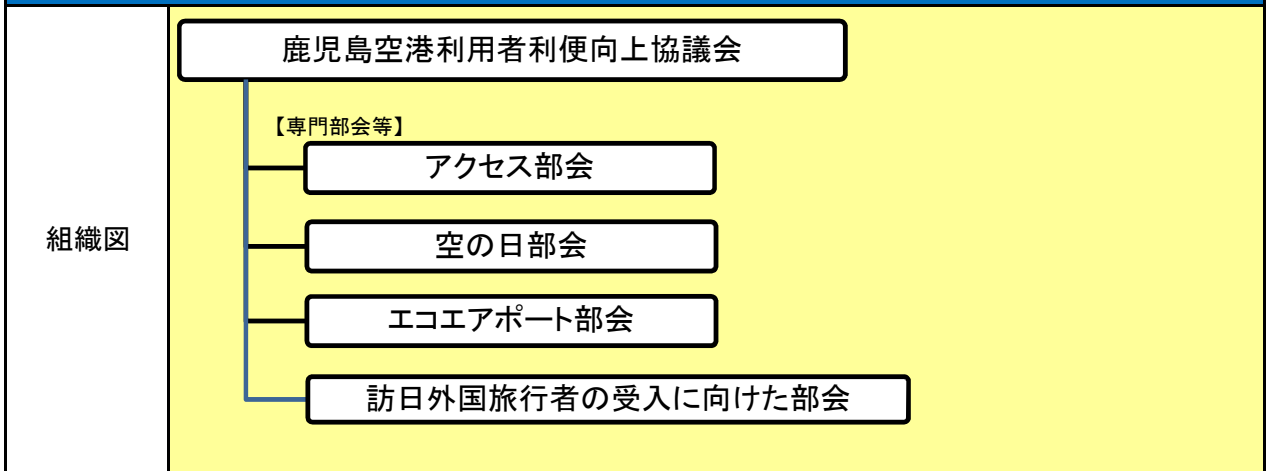 鹿児島空港利用者利便向上協議会
【専門部会等】
アクセス部会
組織図
空の日部会
エコエアポート部会
訪日外国旅行者の受入に向けた部会